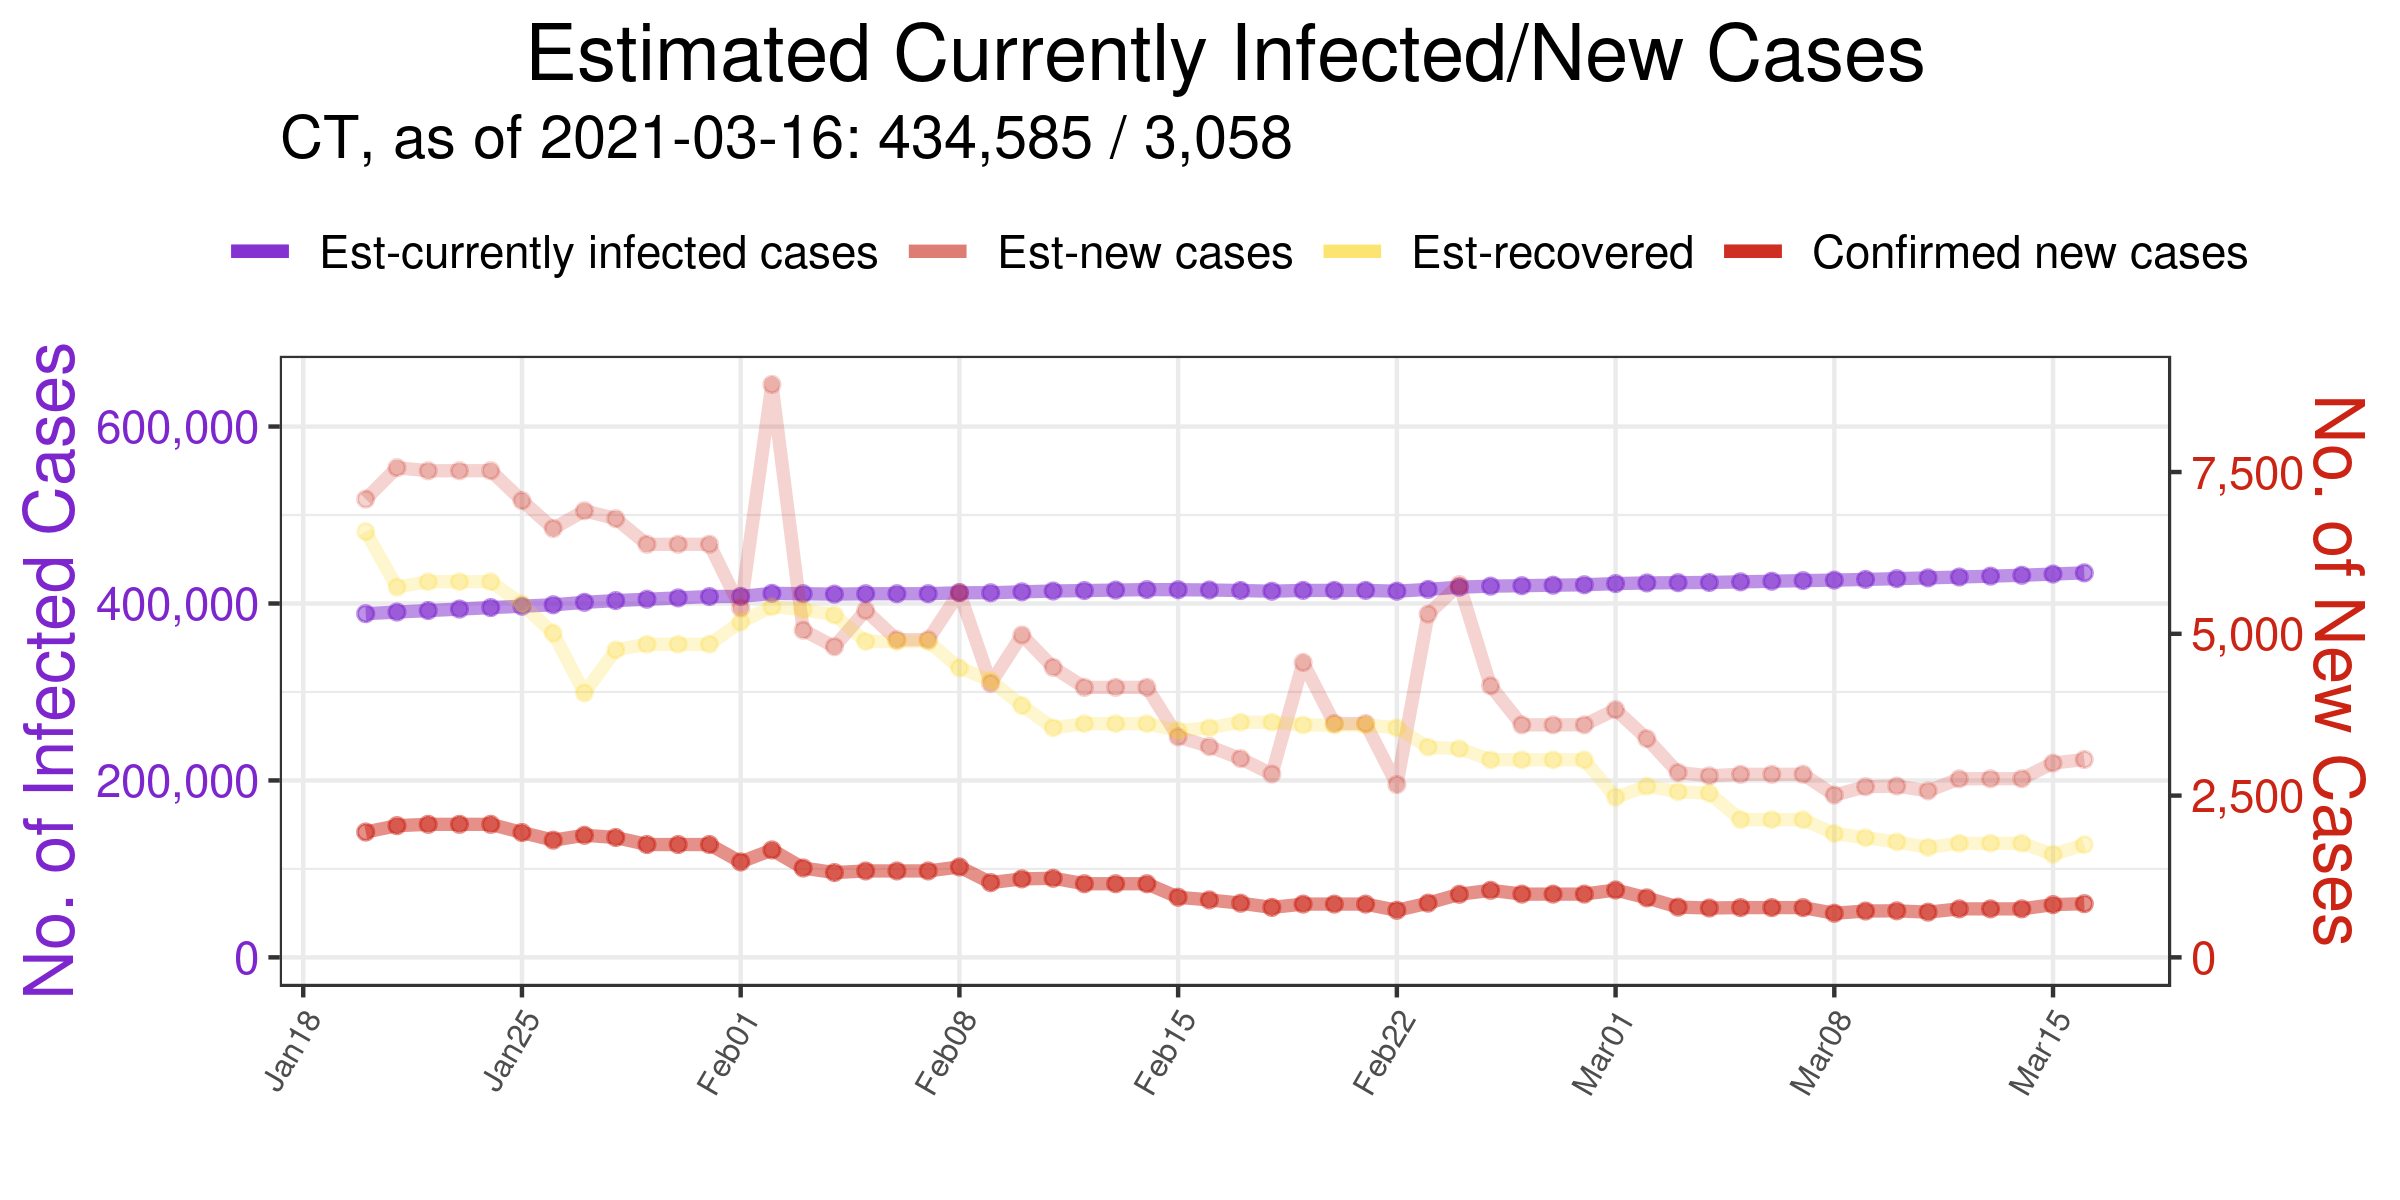 Estimated Currently Infected/New Cases
CT, as of 2021-03-16: 434,585 / 3,058
Est-currently infected cases Est-new cases Est-recovered Confirmed new cases
No. of Infected Cases
600,000
400,000
200,000
0
7,500
5,000
2,500
0
No. of New Cases
Jan18 Jan25 Feb01 Feb08 Feb15 Feb22 Mar01 Mar08 Mar15